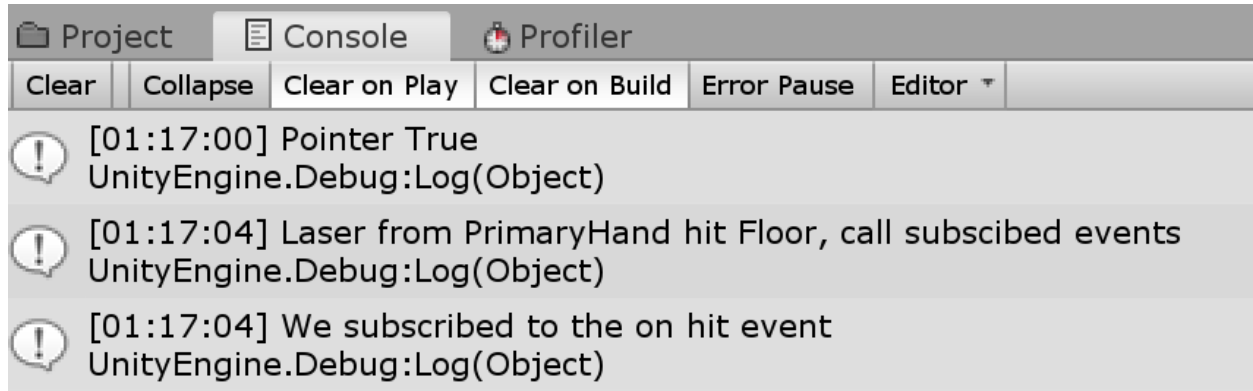 Project Console Profiler
Clear Collapse Clear on Play Clear on Build Error Pause Editor
[01:17:00] Pointer True
UnityEngine.Debug:Log(Object)
[01:17:04] Laser from PrimaryHand hit Floor, call subscibed events
UnityEngine.Debug:Log(Object)
[01:17:04] We subscribed to the on hit event
UnityEngine.Debug:Log(Object)